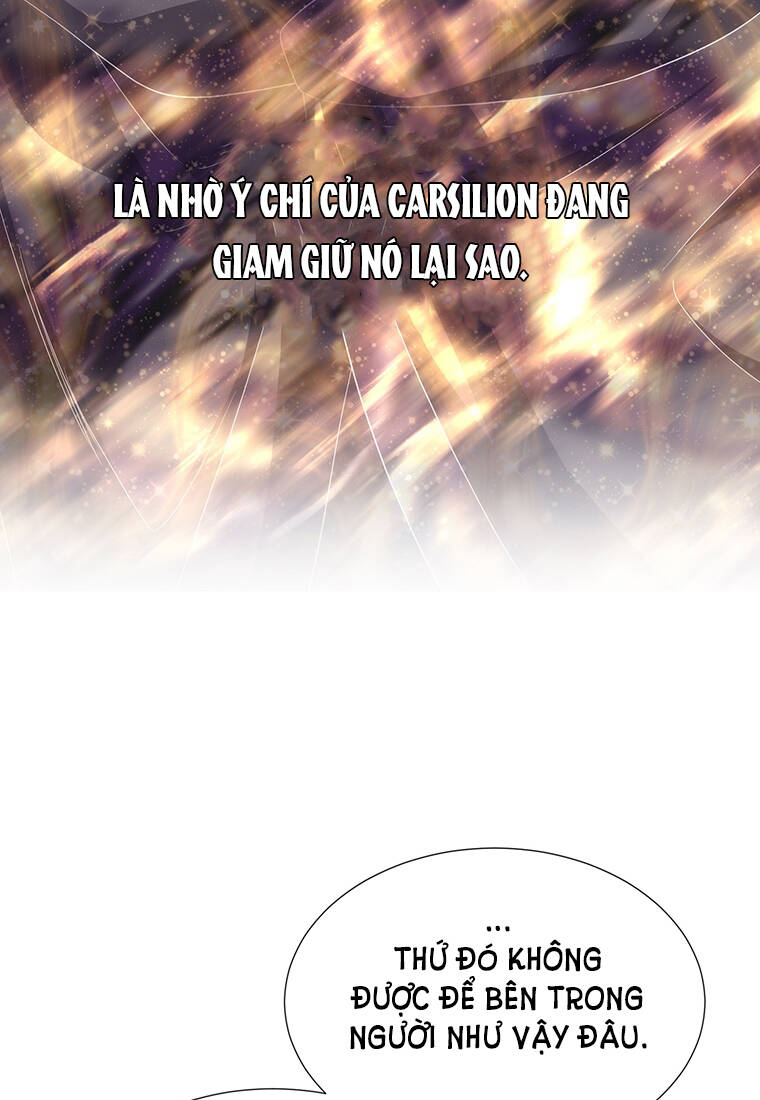 LÀ NHỜ Ý CHÍ CỦA CARSILION ĐANG
GIAM GIỮ NÓ LẠI SAO.
...
THỨ ĐÓ KHÔNG
ĐƯỢC ĐỂ BÊN TRONG
NGƯỜI NHƯ VẬY ĐÂU.